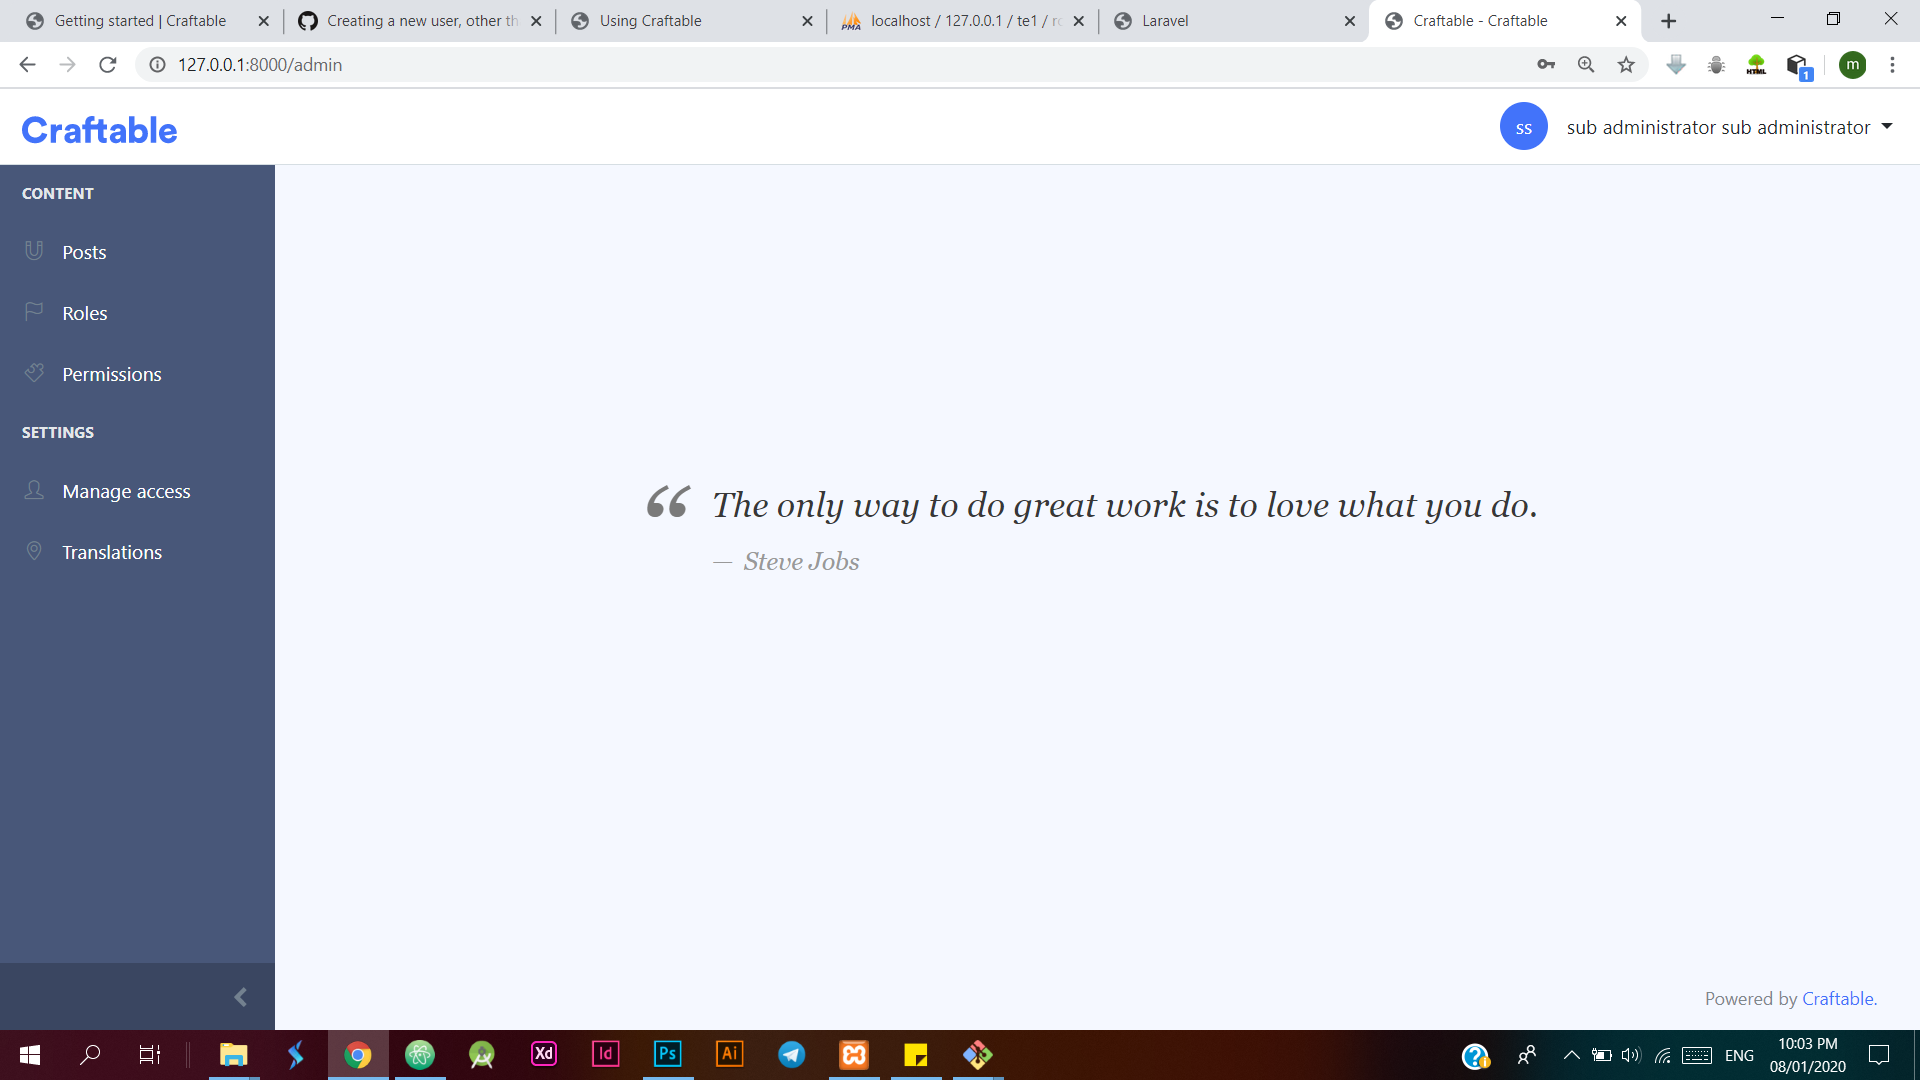 Getting started | Craftable
Creating a new user, other th
Using Craftable
localhost / 127.0.0.1 / te1 / ro
Laravel
Craftable - Craftable
127.0.0.1:8000/admin
HTML
1
m
Craftable
ss
sub administrator sub administrator
CONTENT
Posts
Roles
Permissions
SETTINGS
Manage access
Translations
“ The only way to do great work is to love what you do.
— Steve Jobs
Powered by Craftable.
Xd
Id
Ps
Ai
ENG
10:03 PM
08/01/2020